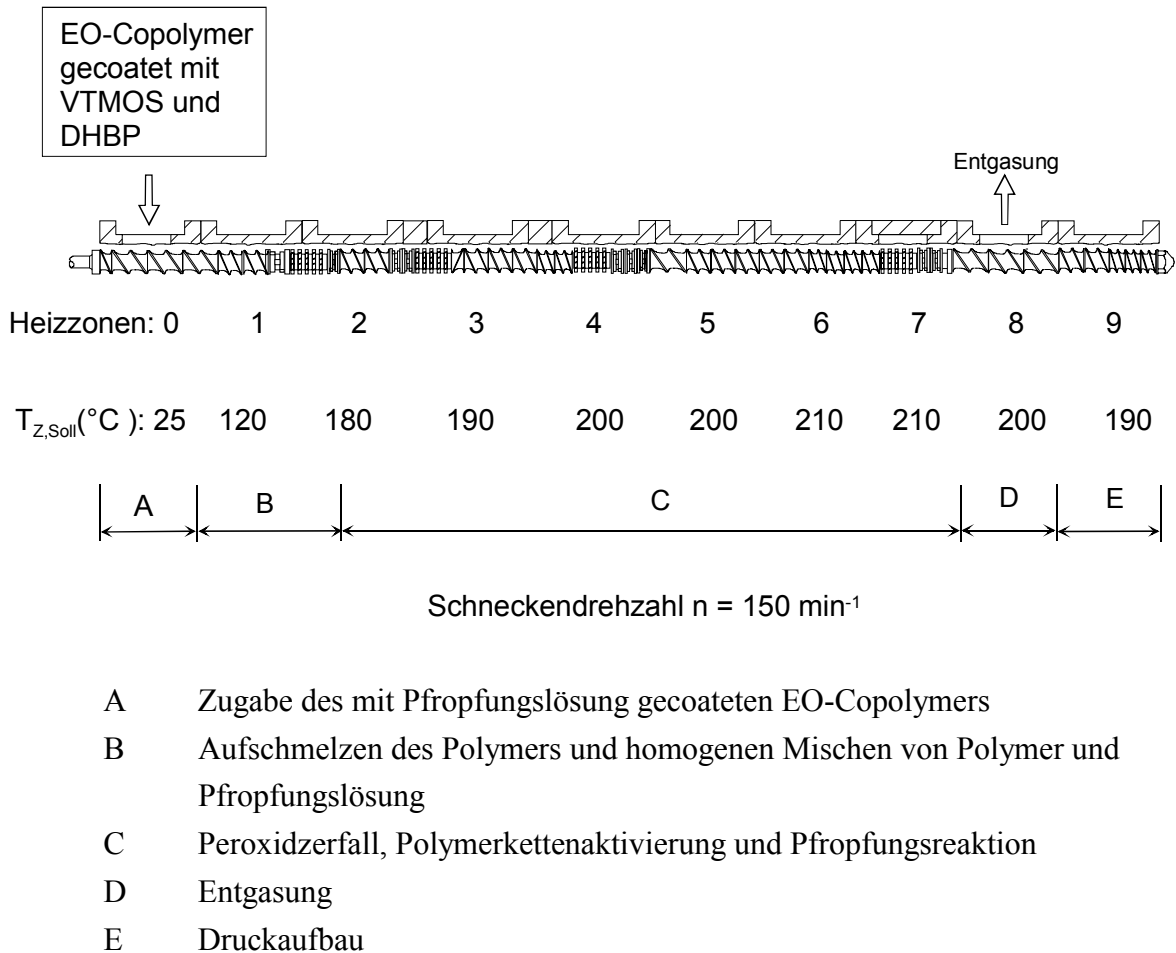 EO-Copolymer
gecoatet mit
VTMOS und
DHBP
Entgasung
Heizzonen: 0 1 2 3 4 5 6 7 8 9
TZ,Soll(°C ): 25 120 180 190 200 200 210 210 200 190
A B C D E
Schneckendrehzahl n = 150 min-1
A Zugabe des mit Pfropfungslösung gecoateten EO-Copolymers
B Aufschmelzen des Polymers und homogenen Mischen von Polymer und
Pfropfungslösung
C Peroxidzerfall, Polymerkettenaktivierung und Pfropfungsreaktion
D Entgasung
E Druckaufbau